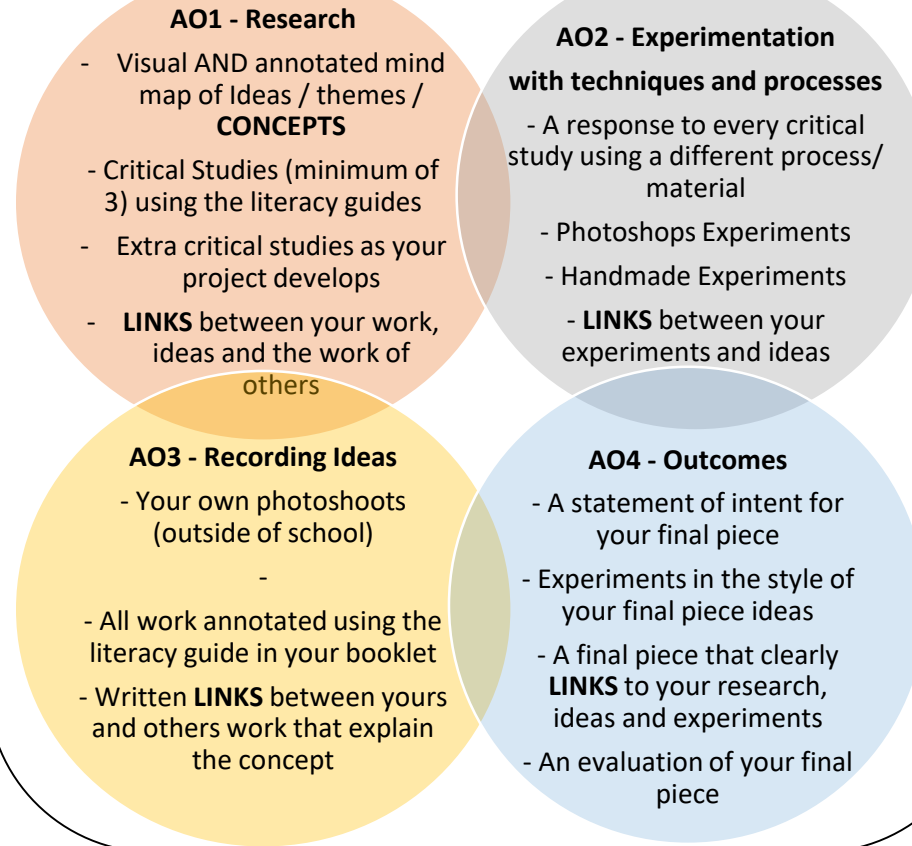 AO1 - Research
- Visual AND annotated mind
map of Ideas / themes /
CONCEPTS
- Critical Studies (minimum of
3) using the literacy guides
- Extra critical studies as your
project develops
- LINKS between your work,
ideas and the work of
others
AO2 - Experimentation
with techniques and processes
- A response to every critical
study using a different process/
material
- Photoshops Experiments
- Handmade Experiments
- LINKS between your
experiments and ideas
AO3 - Recording Ideas
- Your own photoshoots
(outside of school)
-
- All work annotated using the
literacy guide in your booklet
- Written LINKS between yours
and others work that explain
the concept
AO4 - Outcomes
- A statement of intent for
your final piece
- Experiments in the style of
your final piece ideas
- A final piece that clearly
LINKS to your research,
ideas and experiments
- An evaluation of your final
piece